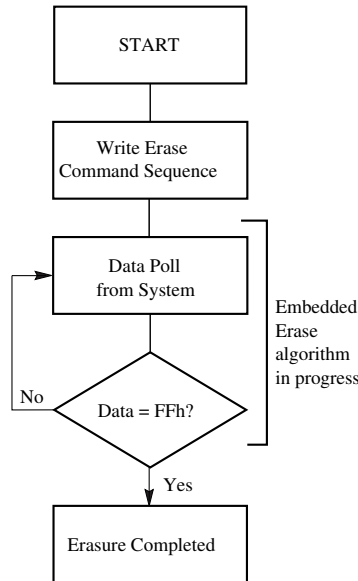 START
Write Erase
Command Sequence
Data Poll
from System
Embedded
Erase
algorithm
in progress
No
Data = FFh?
Yes
Erasure Completed